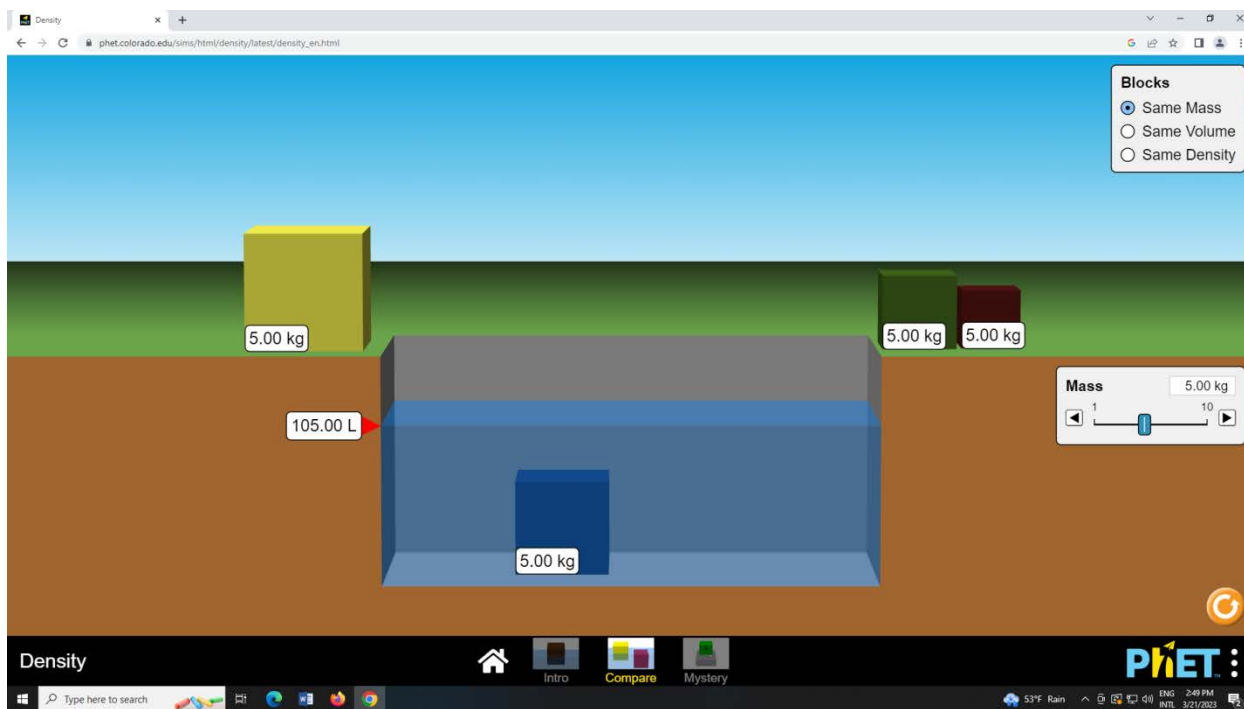 Density
phet.colorado.edu/sims/html/density/latest/density_en.html
Blocks
Same Mass
Same Volume
Same Density
5.00 kg
5.00 kg
5.00 kg
Mass
5.00 kg
1
10
105.00 L
5.00 kg
Density
Intro
Compare
Mystery
PhET
Type here to search
53°F Rain
ENG
INTL
2:49 PM
3/21/2023